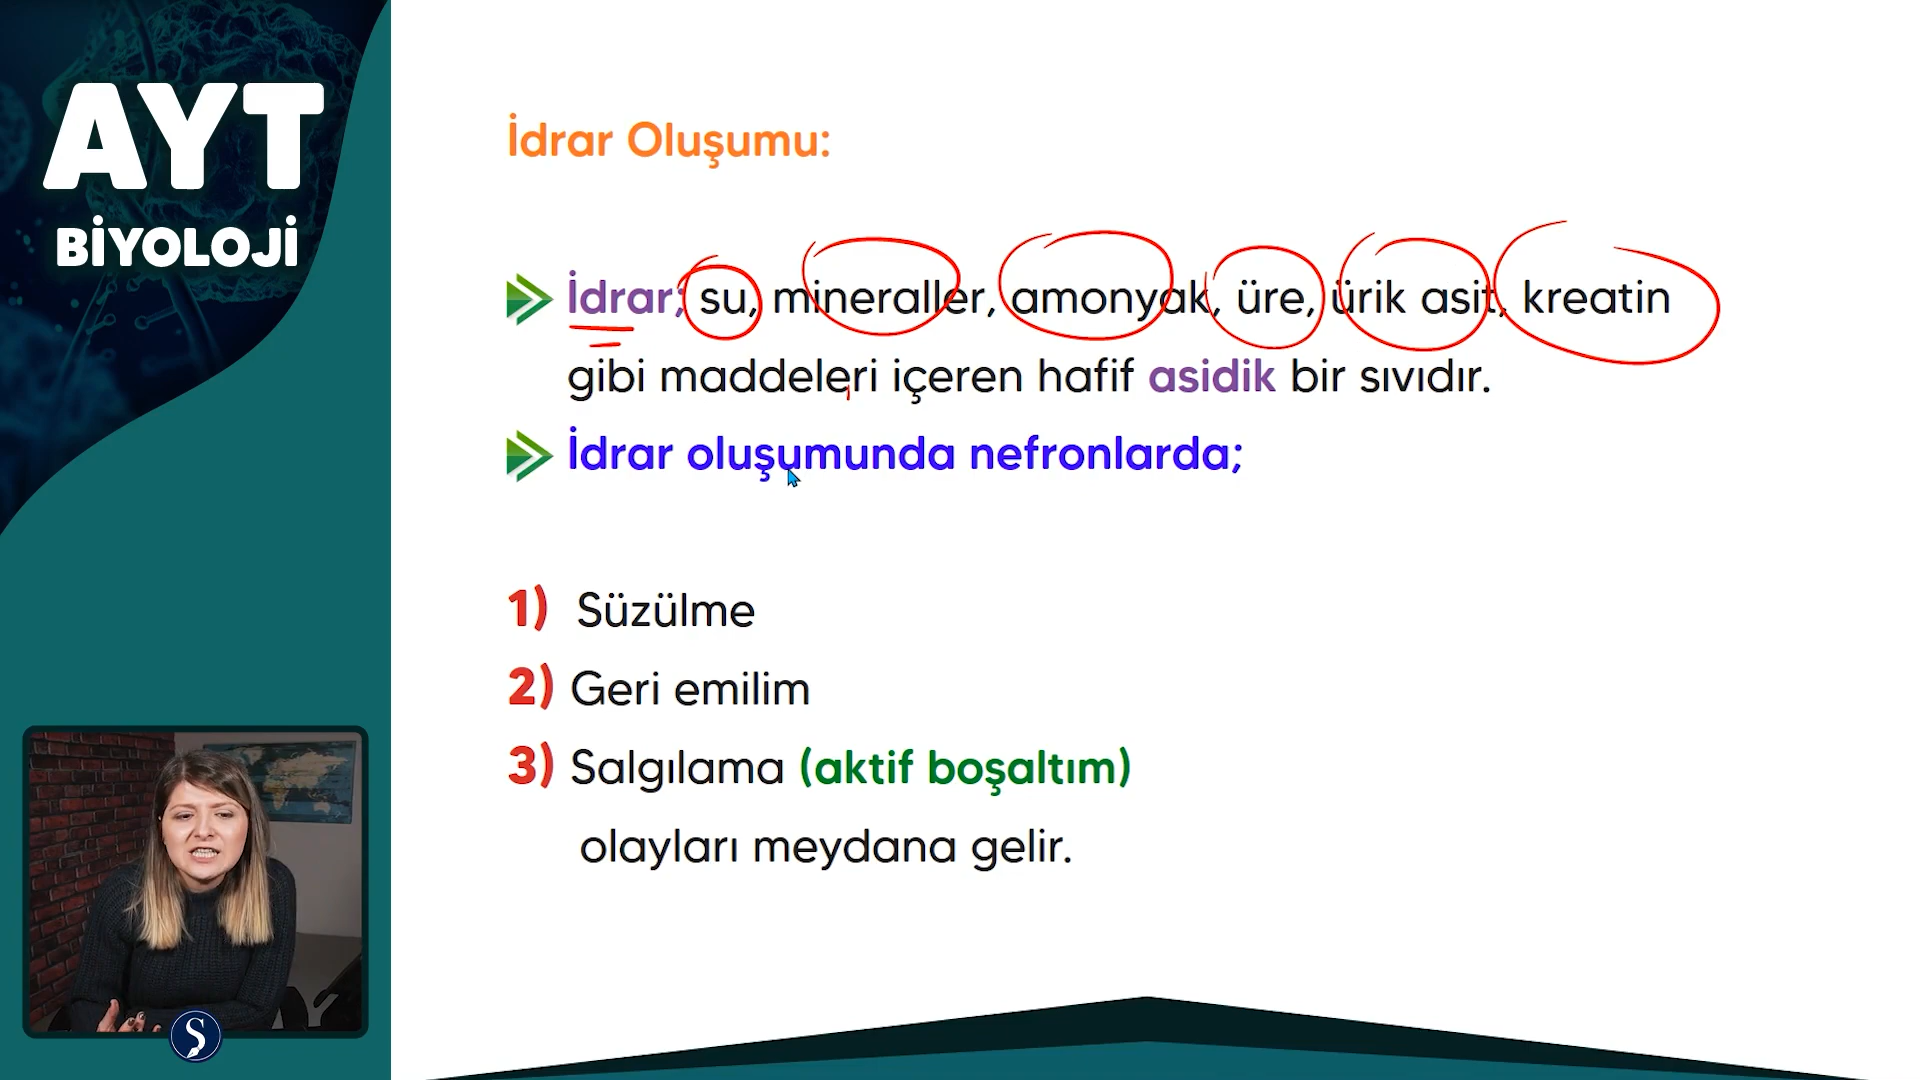 AYT
BİYOLOJİ
İdrar Oluşumu:
İdrar; su, mineraller, amonyak, üre, ürik asit, kreatin
gibi maddeleri içeren hafif asidik bir sıvıdır.
İdrar oluşumunda nefronlarda;
1) Süzülme
2) Geri emilim
3) Salgılama (aktif boşaltım)
olayları meydana gelir.
S